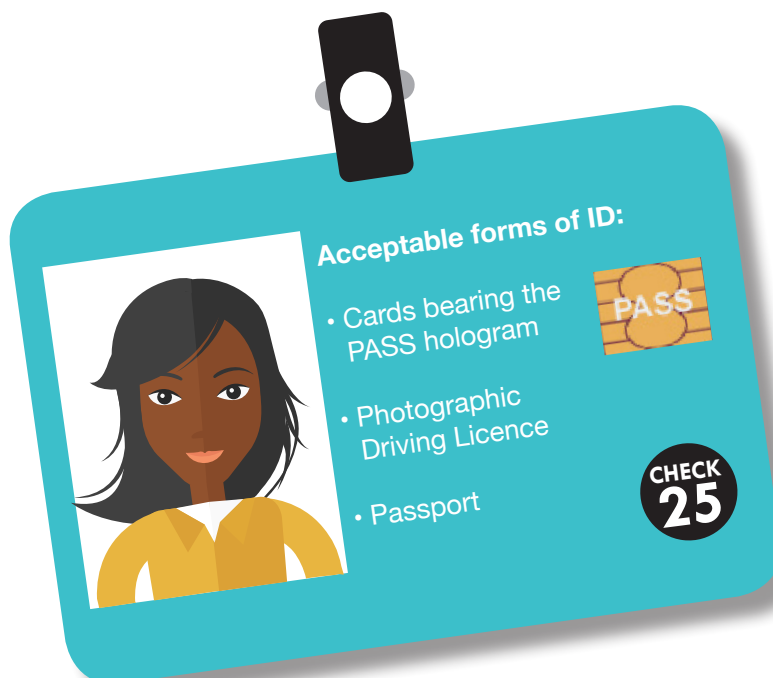 Acceptable forms of ID:
• Cards bearing the
PASS hologram
PASS
• Photographic
Driving Licence
• Passport
CHECK
25